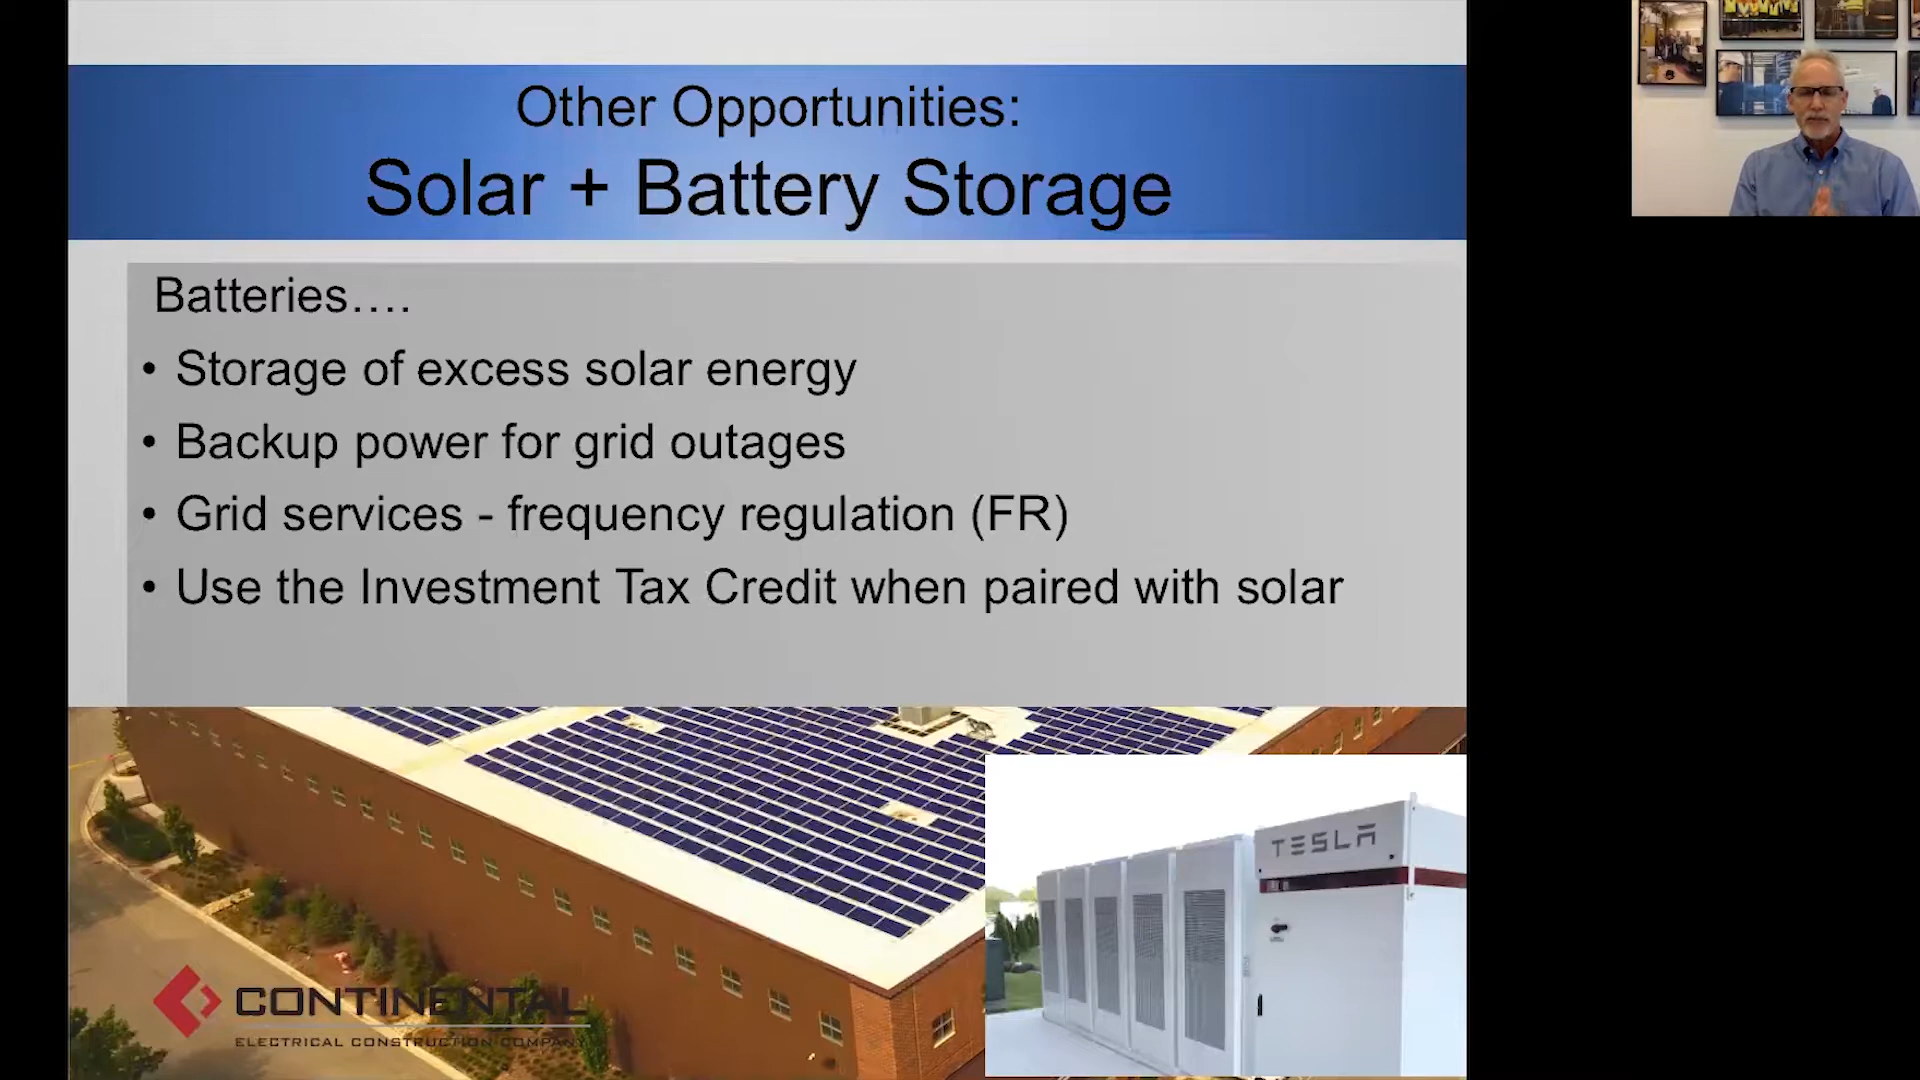 Other Opportunities:
Solar + Battery Storage
Batteries....
• Storage of excess solar energy
• Backup power for grid outages
• Grid services - frequency regulation (FR)
• Use the Investment Tax Credit when paired with solar
TESLA
CONTINENTAL
ELECTRICAL CONSTRUCTION COMPANY